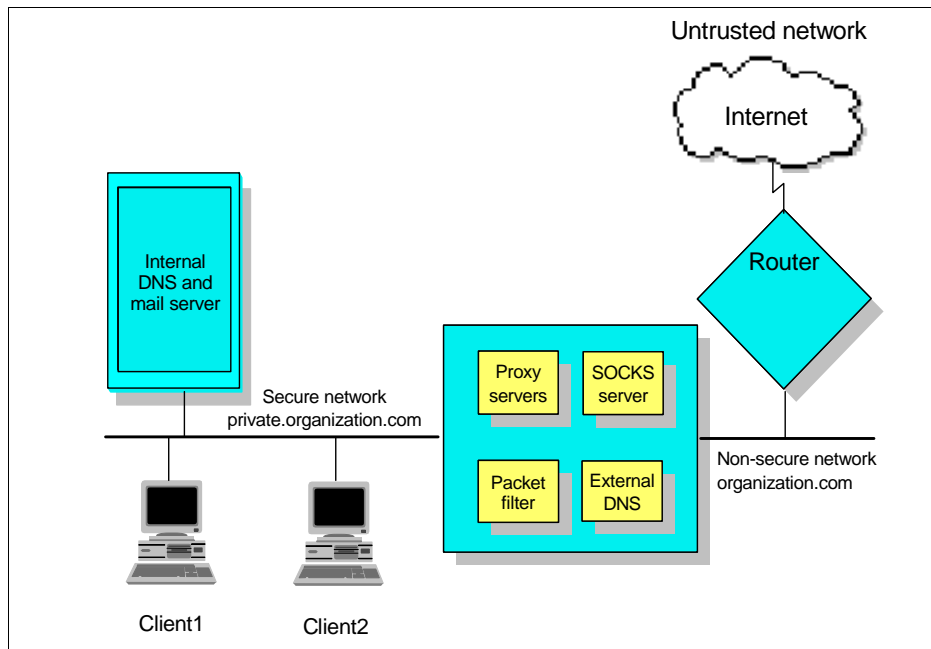 Untrusted network
Internet
Router
Internal
DNS and
mail server
Secure network
private.organization.com
Proxy
servers
SOCKS
server
Packet
filter
External
DNS
Non-secure network
organization.com
Client1
Client2